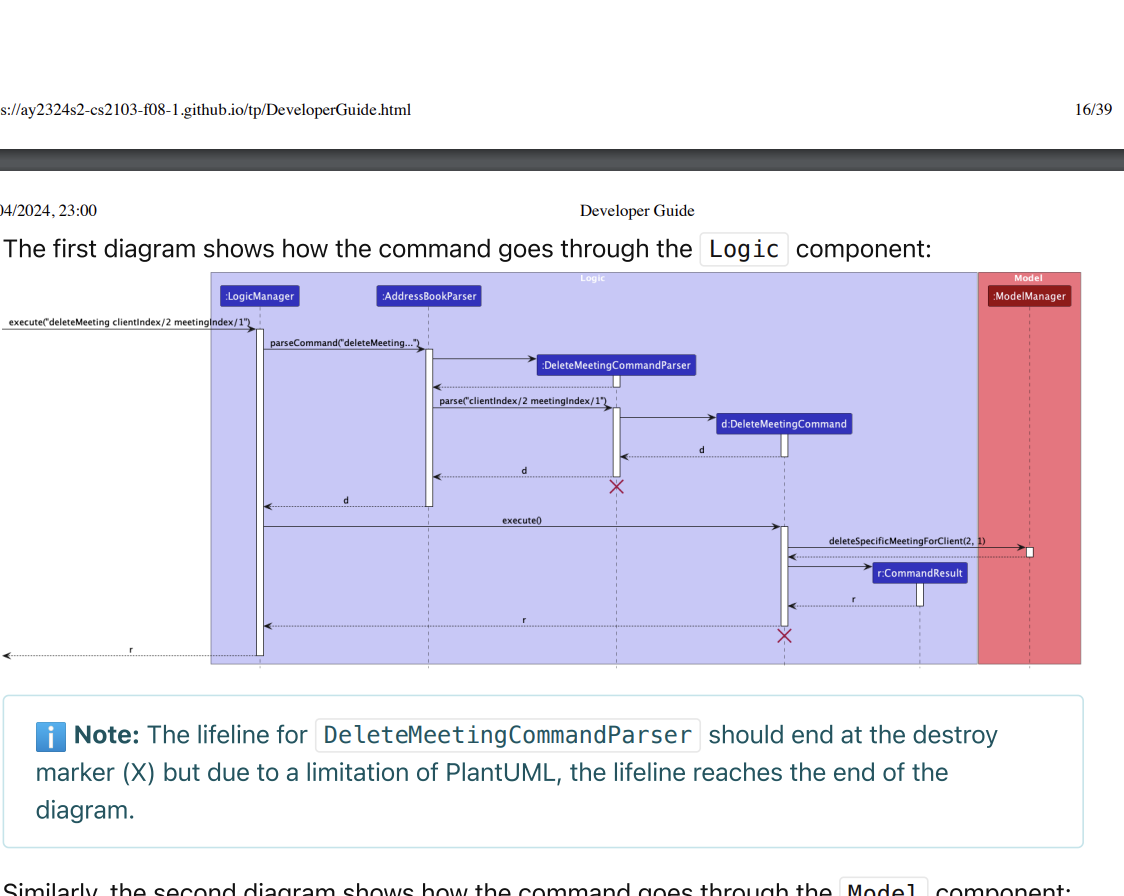 s://ay2324s2-cs2103-f08-1.github.io/tp/DeveloperGuide.html 16/39
04/2024, 23:00 Developer Guide
The first diagram shows how the command goes through the Logic component:
Logic Model
:LogicManager :AddressBookParser :ModelManager
execute("deleteMeeting clientIndex/2 meetingIndex/1")
parseCommand("deleteMeeting...")
:DeleteMeetingCommandParser
parse("clientIndex/2 meetingIndex/1")
d:DeleteMeetingCommand
d
d
d
execute()
deleteSpecificMeetingForClient(2, 1)
r:CommandResult
r
r
r
i Note: The lifeline for DeleteMeetingCommandParser should end at the destroy
marker (X) but due to a limitation of PlantUML, the lifeline reaches the end of the
diagram.
Similarly, the second diagram shows how the command goes through the Model component: